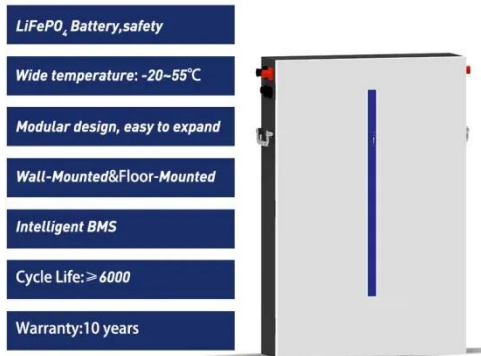 LiFePO₄ Battery,safety
Wide temperature: -20~55℃
Modular design, easy to expand
Wall-Mounted&Floor-Mounted
Intelligent BMS
Cycle Life:≥6000
Warranty:10 years